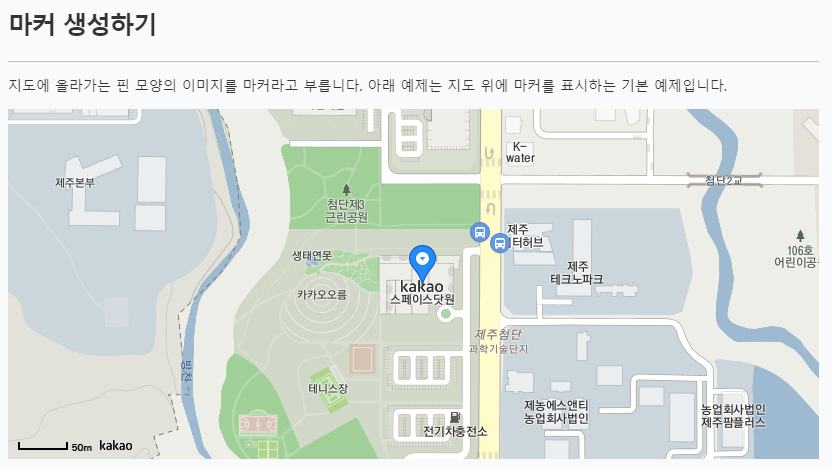 마커 생성하기
지도에 올라가는 핀 모양의 이미지를 마커라고 부릅니다. 아래 예제는 지도 위에 마커를 표시하는 기본 예제입니다.
K-
water
제주본부
첨단2교
첨단제3
근린공원
제주
터허브
106호
어린이공
생태연못
제주
테크노파크
kakao
스페이스닷원
카카오오름
제주첨단
과학기술단지
방천
테니스장
제농에스앤티
농업회사법인
농업회사법인
제주팜플러스
전기차충전소
50m kakao